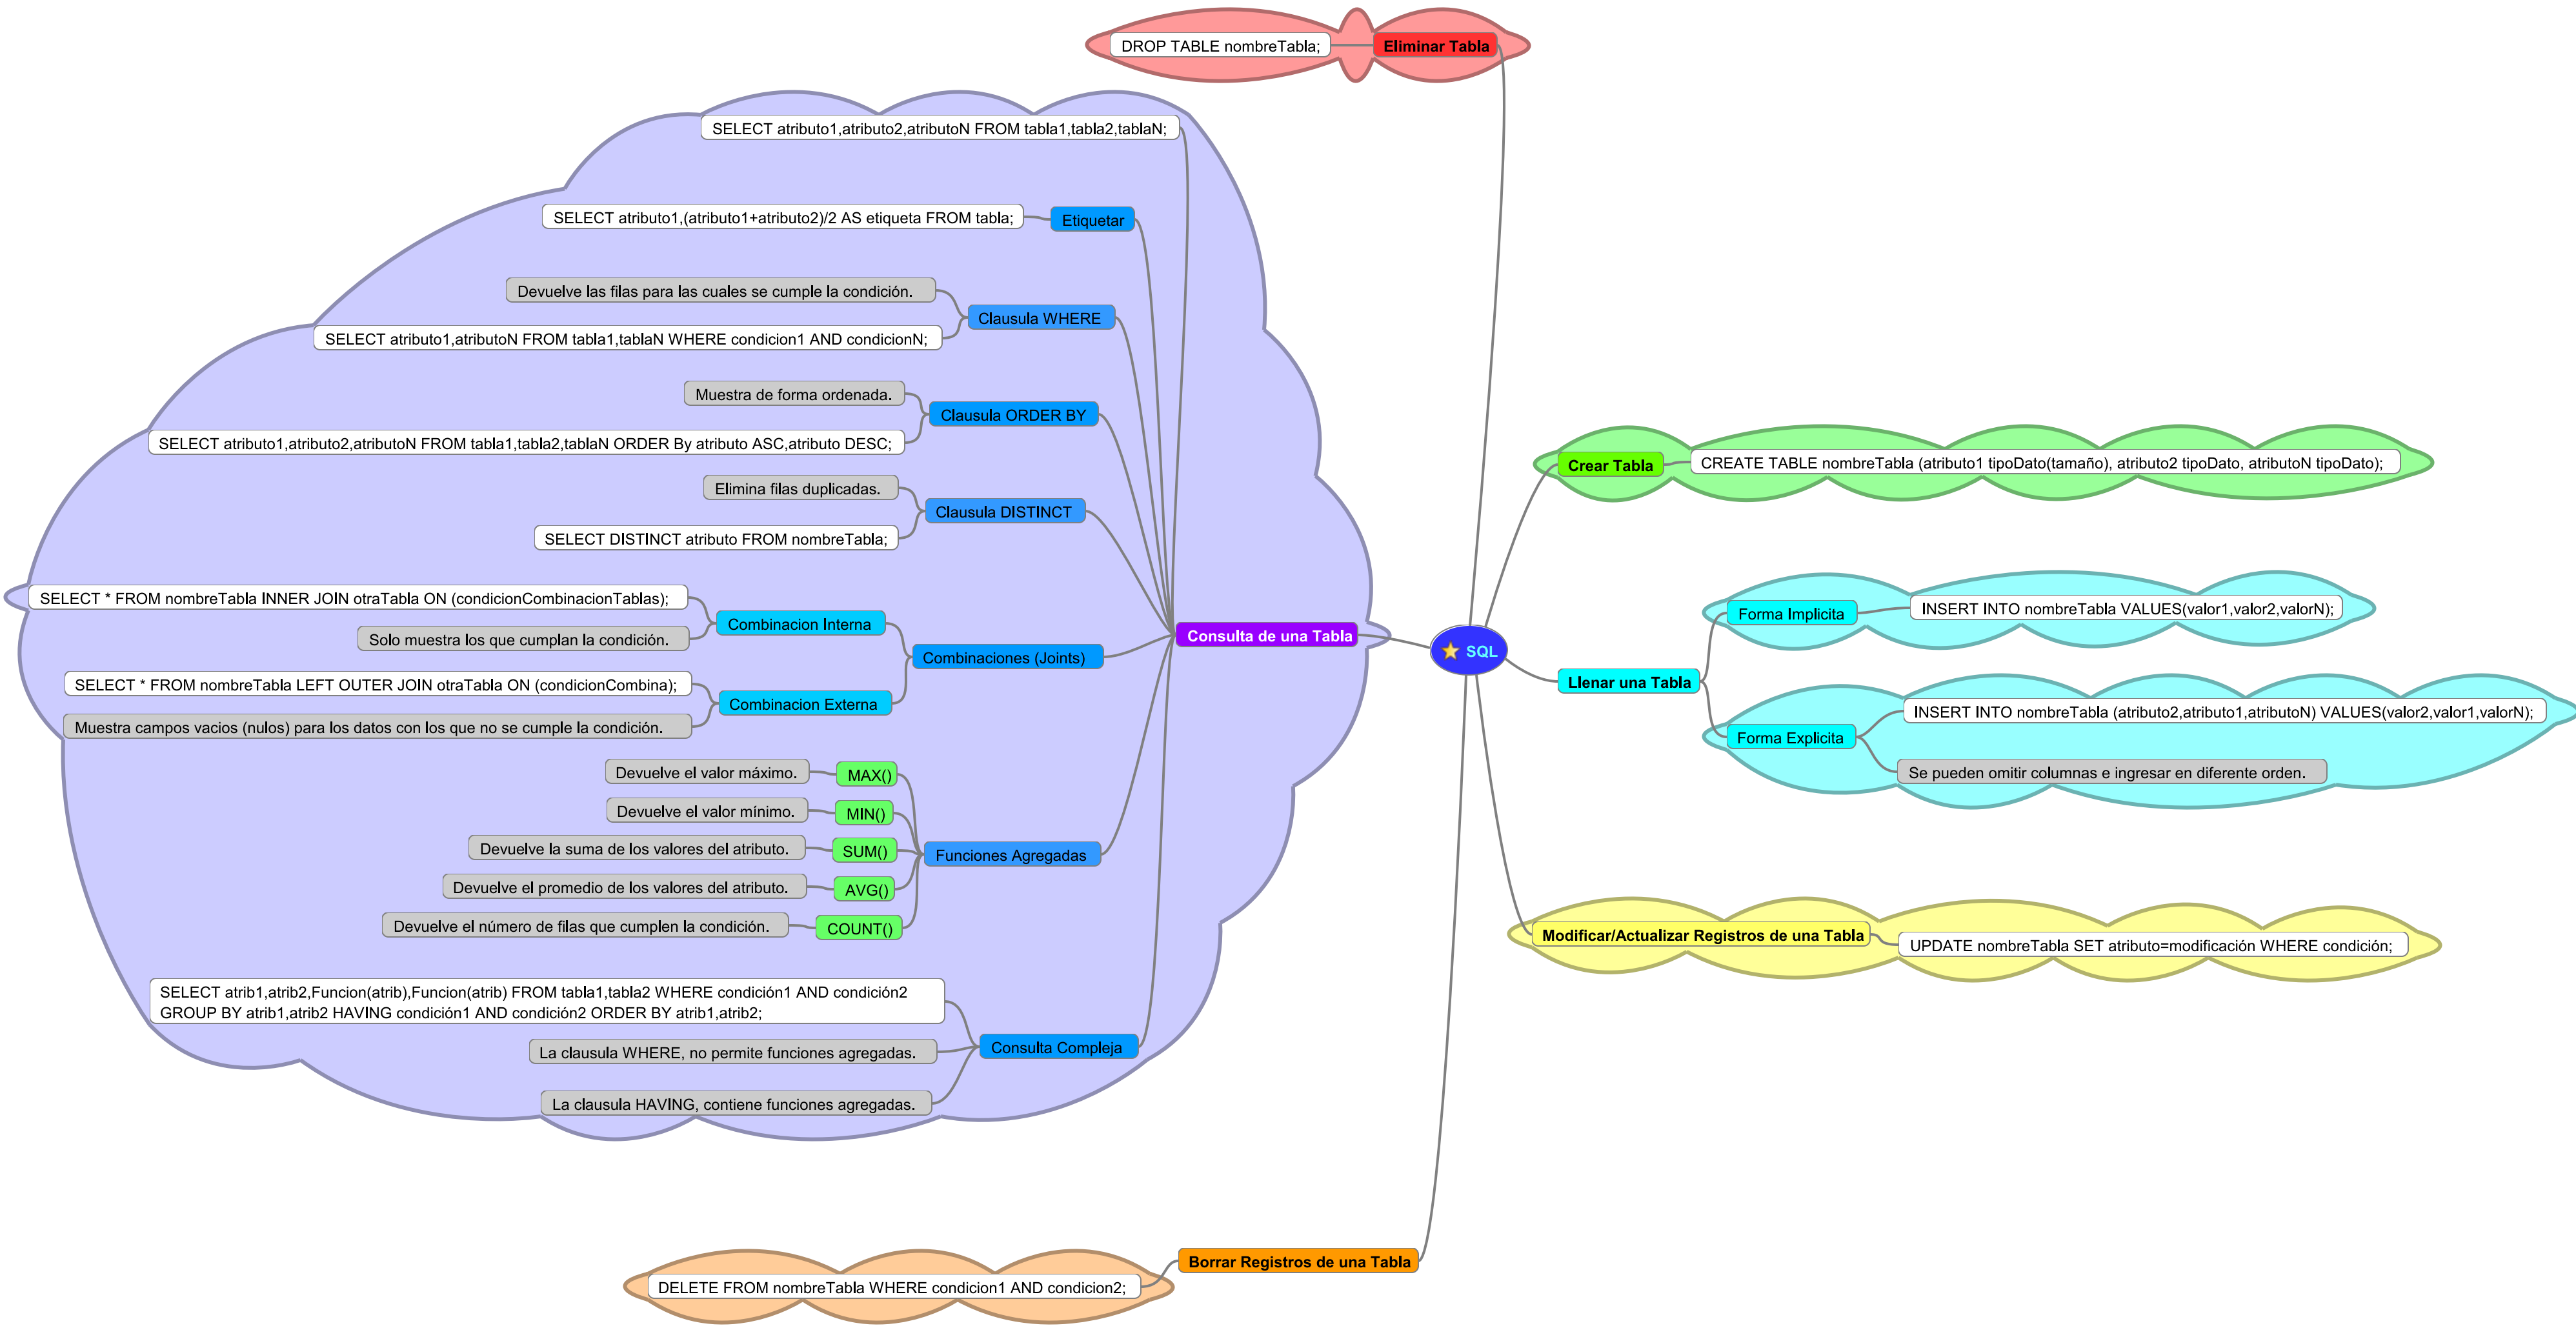 DROP TABLE nombreTabla;
Eliminar Tabla
SELECT atributo1,atributo2,atributoN FROM tabla1,tabla2,tablaN;
SELECT atributo1,(atributo1+atributo2)/2 AS etiqueta FROM tabla;
Etiquetar
Devuelve las filas para las cuales se cumple la condición.
Clausula WHERE
SELECT atributo1,atributoN FROM tabla1,tablaN WHERE condicion1 AND condicionN;
Muestra de forma ordenada.
Clausula ORDER BY
SELECT atributo1,atributo2,atributoN FROM tabla1,tabla2,tablaN ORDER By atributo ASC,atributo DESC;
Elimina filas duplicadas.
Clausula DISTINCT
SELECT DISTINCT atributo FROM nombreTabla;
SELECT * FROM nombreTabla INNER JOIN otraTabla ON (condicionCombinacionTablas);
Combinacion Interna
Solo muestra los que cumplan la condición.
Combinaciones (Joints)
SELECT * FROM nombreTabla LEFT OUTER JOIN otraTabla ON (condicionCombina);
Combinacion Externa
Muestra campos vacios (nulos) para los datos con los que no se cumple la condición.
Devuelve el valor máximo.
MAX()
Devuelve el valor mínimo.
MIN()
Devuelve la suma de los valores del atributo.
SUM()
Funciones Agregadas
Devuelve el promedio de los valores del atributo.
AVG()
Devuelve el número de filas que cumplen la condición.
COUNT()
SELECT atrib1,atrib2,Funcion(atrib),Funcion(atrib) FROM tabla1,tabla2 WHERE condición1 AND condición2
GROUP BY atrib1,atrib2 HAVING condición1 AND condición2 ORDER BY atrib1,atrib2;
La clausula WHERE, no permite funciones agregadas.
Consulta Compleja
La clausula HAVING, contiene funciones agregadas.
Consulta de una Tabla
SQL
Crear Tabla
CREATE TABLE nombreTabla (atributo1 tipoDato(tamaño), atributo2 tipoDato, atributoN tipoDato);
Forma Implicita
INSERT INTO nombreTabla VALUES(valor1,valor2,valorN);
Llenar una Tabla
INSERT INTO nombreTabla (atributo2,atributo1,atributoN) VALUES(valor2,valor1,valorN);
Forma Explicita
Se pueden omitir columnas e ingresar en diferente orden.
Modificar/Actualizar Registros de una Tabla
UPDATE nombreTabla SET atributo=modificación WHERE condición;
Borrar Registros de una Tabla
DELETE FROM nombreTabla WHERE condicion1 AND condicion2;